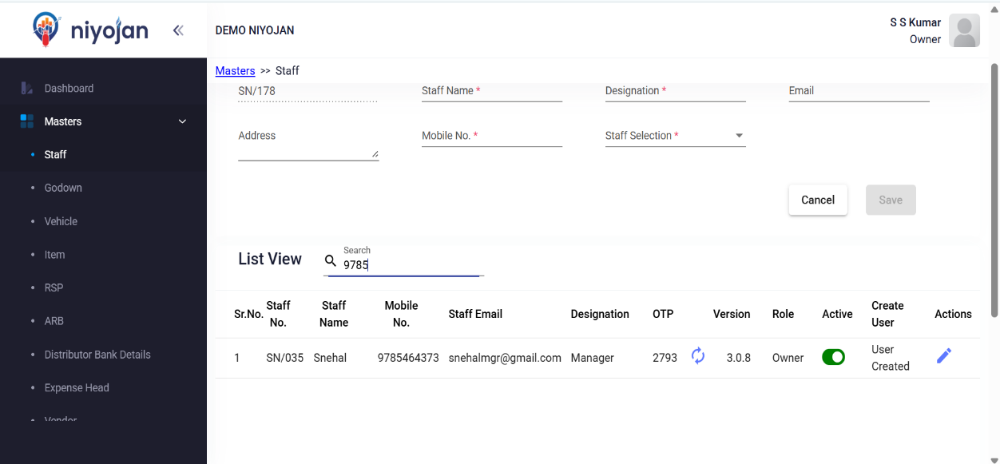 niyojan
DEMO NIYOJAN
S S Kumar
Owner
Dashboard
Masters
Staff
Godown
Vehicle
Item
RSP
ARB
Distributor Bank Details
Expense Head
Vendor
Masters >> Staff
SN/178
Staff Name *
Designation *
Email
Address
Mobile No. *
Staff Selection *
Cancel
Save
List View
Search
9785
Sr.No. Staff No. Staff Name Mobile No. Staff Email Designation OTP Version Role Active Create User Actions
1 SN/035 Snehal 9785464373 snehalmgr@gmail.com Manager 2793 3.0.8 Owner User Created